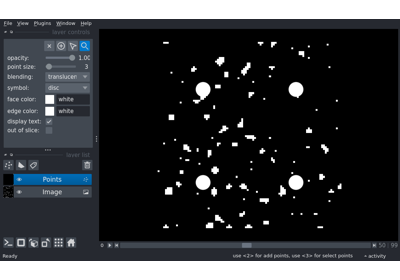 File View Plugins Window Help
layer controls
opacity: 1.00
point size: 3
blending: translucen
symbol: disc
face color: white
edge color: white
display text:
out of slice:
layer list
Points
Image
0
50 99
Ready
use <2> for add points, use <3> for select points
activity